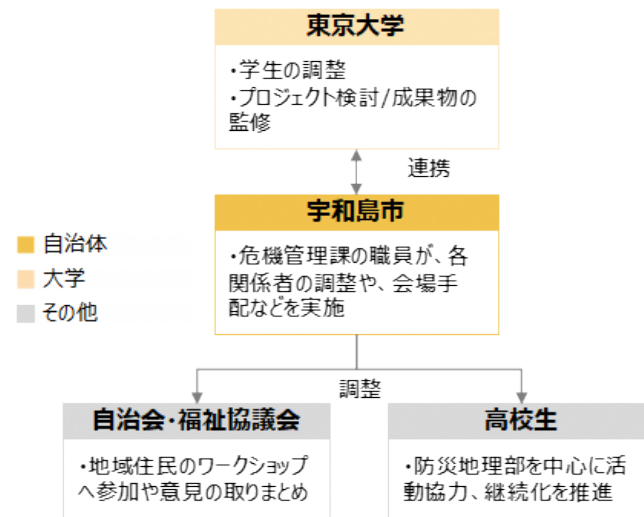 東京大学
・学生の調整
・プロジェクト検討/成果物の
監修
連携
宇和島市
・危機管理課の職員が、各
関係者の調整や、会場手
配などを実施
自治体
大学
その他
調整
自治会・福祉協議会
・地域住民のワークショップ
へ参加や意見の取りまとめ
高校生
・防災地理部を中心に活
動協力、継続化を推進